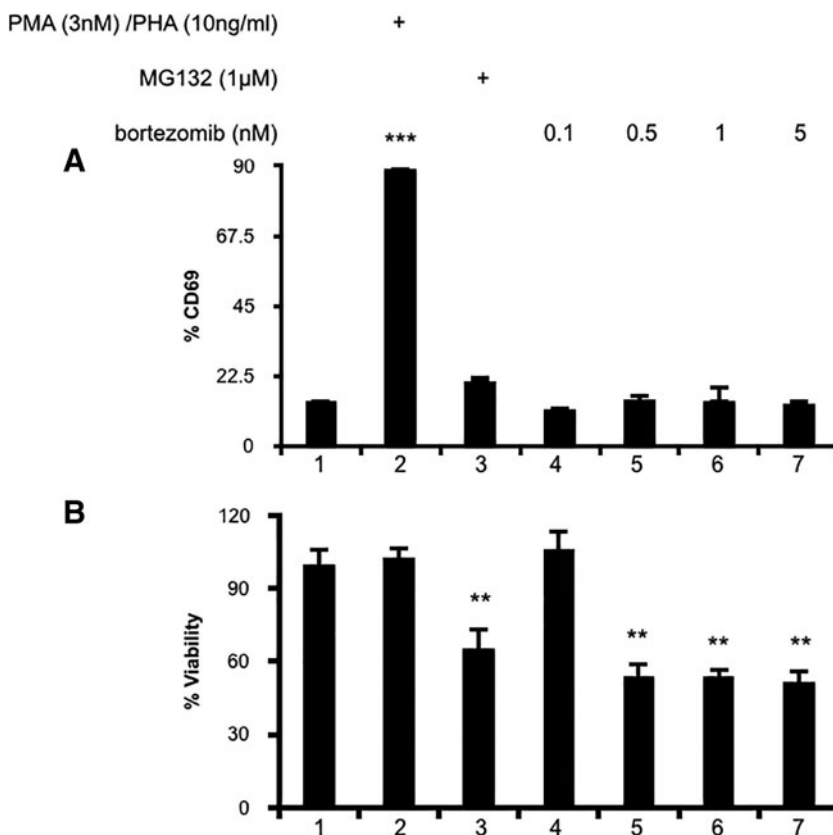 PMA (3nM) /PHA (10ng/ml) +
MG132 (1µM) +
bortezomib (nM) 0.1 0.5 1 5
A
***
90
67.5
45
22.5
0
% CD69
1 2 3 4 5 6 7
B
120
90
60
30
0
% Viability
** ** ** **
1 2 3 4 5 6 7